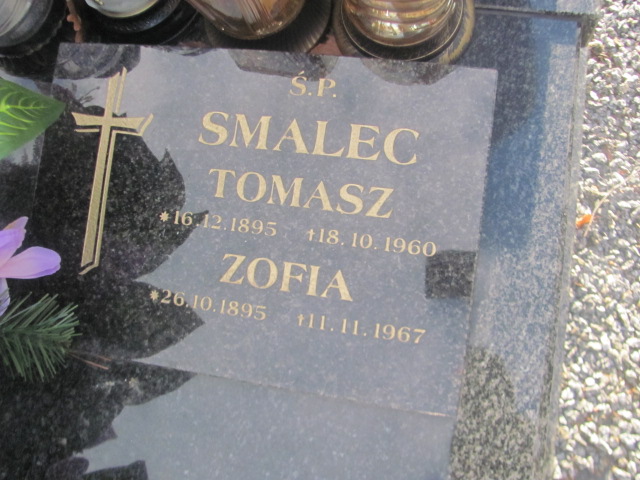 Ś.P.
SMALEC
TOMASZ
*16.12.1895 †18.10.1960
ZOFIA
*26.10.1895 †11.11.1967